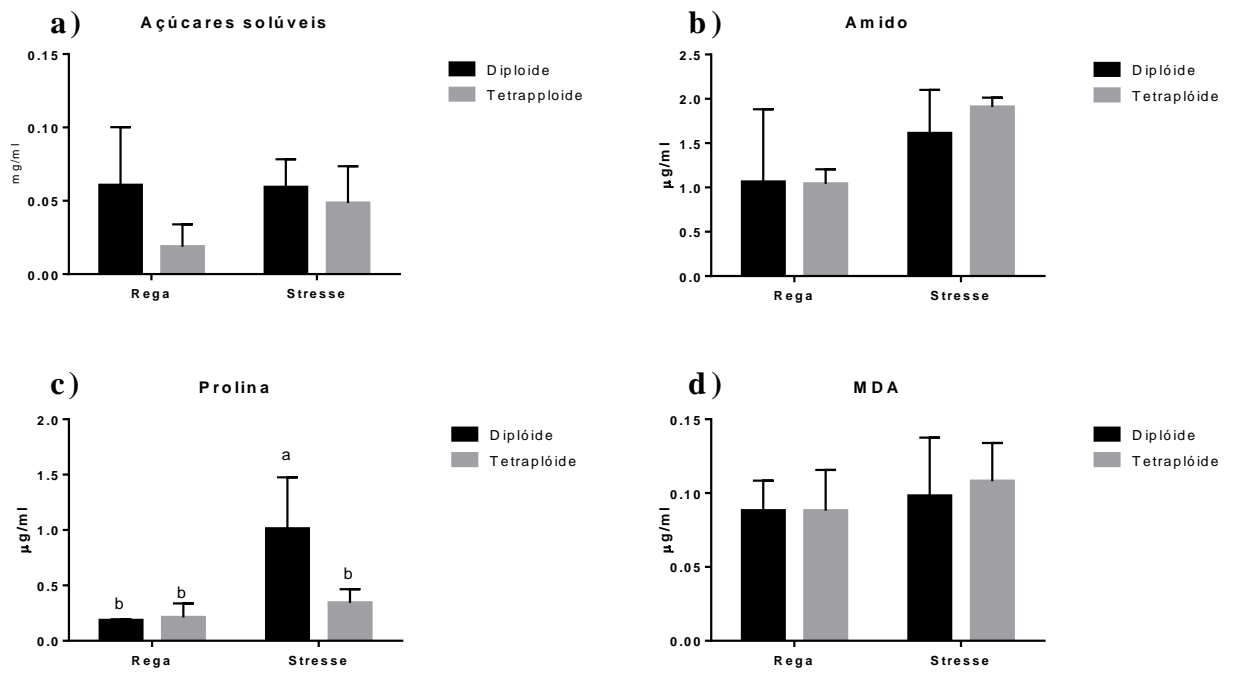 a)
Açúcares solúveis
0.15
0.10
0.05
0.00
mg/ml
Rega
Stresse
Diploide
Tetrapploide
b)
Amido
2.5
2.0
1.5
1.0
0.5
0.0
µg/ml
Rega
Stresse
Diplóide
Tetraplóide
c)
Prolina
2.0
1.5
1.0
0.5
0.0
µg/ml
b
b
a
b
Rega
Stresse
Diplóide
Tetraplóide
d)
MDA
0.15
0.10
0.05
0.00
µg/ml
Rega
Stresse
Diplóide
Tetraplóide